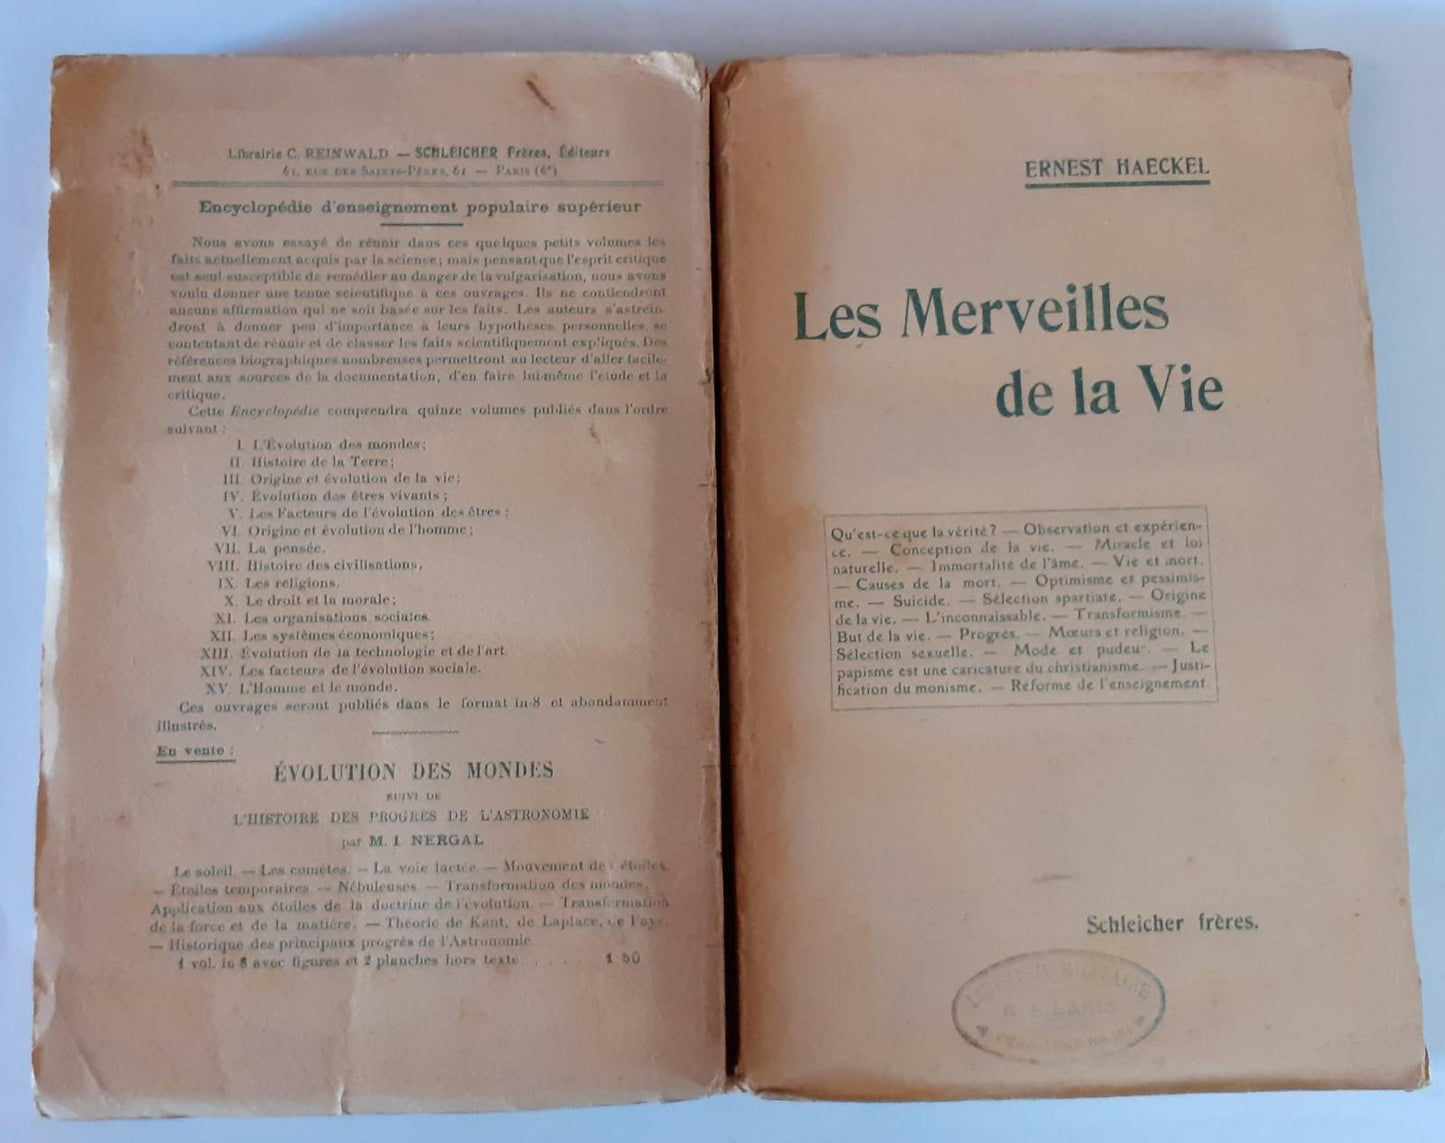 Librairie C. REINWALD — SCHLEICHER Frères, Éditeurs
61, RUE DES SAINTS-PÈRES, 61 — PARIS (6e)
Encyclopédie d'enseignement populaire supérieur
Nous avons essayé de réunir dans ces quelques petits volumes les
faits actuellement acquis par la science; mais pensant que l'esprit critique
est seul susceptible de remédier au danger de la vulgarisation, nous avons
voulu donner une tenue scientifique à ces ouvrages. Ils ne contiendront
aucune affirmation qui ne soit basée sur les faits. Les auteurs s'astrein-
dront à donner peu d'importance à leurs hypothèses personnelles, se
contentant de réunir et de classer les faits scientifiquement expliqués. Des
références biographiques nombreuses permettront au lecteur d'aller facile-
ment aux sources de la documentation, d'en faire lui-même l'étude et la
critique.
Cette Encyclopédie comprendra quinze volumes publiés dans l'ordre
suivant :
I. L'Évolution des mondes;
II. Histoire de la Terre;
III. Origine et évolution de la vie;
IV. Évolution des êtres vivants;
V. Les Facteurs de l'évolution des êtres;
VI. Origine et évolution de l'homme;
VII. La pensée.
VIII. Histoire des civilisations,
IX. Les religions.
X. Le droit et la morale;
XI. Les organisations sociales.
XII. Les systèmes économiques;
XIII. Évolution de la technologie et de l'art
XIV. Les facteurs de l'évolution sociale.
XV. L'Homme et le monde.
Ces ouvrages seront publiés dans le format in-8 et abondamment
illustrés.
En vente :
ÉVOLUTION DES MONDES
SUIVI DE
L'HISTOIRE DES PROGRÈS DE L'ASTRONOMIE
par M. I. NERGAL
Le soleil. — Les comètes. — La voie lactée. — Mouvement des étoiles.
— Étoiles temporaires — Nébuleuses — Transformation des mondes.
Application aux étoiles de la doctrine de l'évolution. — Transformation
de la force et de la matière. — Théorie de Kant, de Laplace, de Faye.
— Historique des principaux progrès de l'Astronomie
1 vol. in 8 avec figures et 2 planches hors texte. . . . . . 1 50
ERNEST HAECKEL
Les Merveilles
de la Vie
Qu'est-ce que la vérité? — Observation et expérien-
ce. — Conception de la vie. — Miracle et loi
naturelle. — Immortalité de l'âme. — Vie et mort.
— Causes de la mort. — Optimisme et pessimis-
me. — Suicide. — Sélection spartiate. — Origine
de la vie. — L'inconnaissable. — Transformisme. —
But de la vie. — Progrès. — Mœurs et religion. —
Sélection sexuelle. — Mode et pudeur. — Le
papisme est une caricature du christianisme. — Justi-
fication du monisme. — Réforme de l'enseignement
Schleicher frères.
LIBRAIRIE MILITAIRE